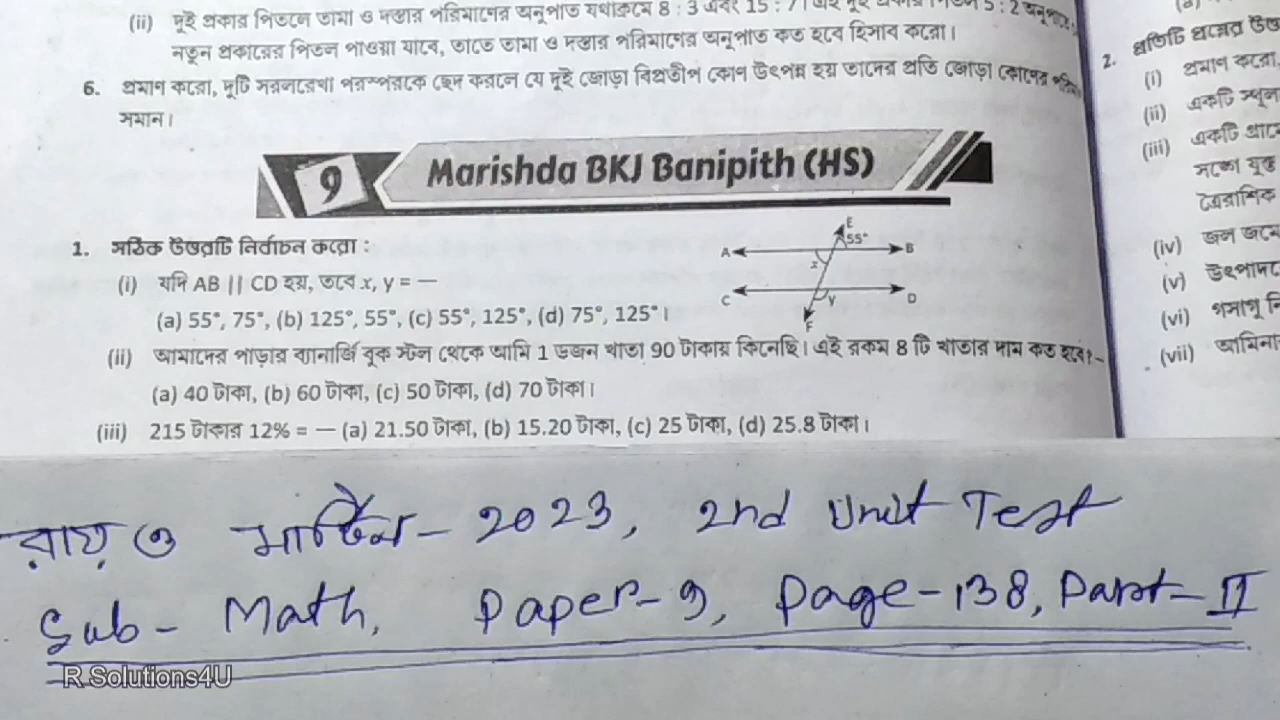 (ii) দুই প্রকার পিতলে তামা ও দস্তার পরিমাণের অনুপাত যথাক্রমে 8 : 3 এবং 15 : 7। এই দুই 5 : 2
নতুন প্রকারের পিতল পাওয়া যাবে, তাতে তামা ও দস্তার পরিমাণের অনুপাত কত হবে হিসাব করো।
6. প্রমাণ করো, দুটি সরলরেখা পরস্পরকে ছেদ করলে যে দুই জোড়া বিপ্রতীপ কোণ উৎপন্ন হয় তাদের প্রতি জোড়া কোণের
সমান।
9 Marishda BKJ Banipith (HS)
1. সঠিক উত্তরটি নির্বাচন করো :
(i) যদি AB || CD হয়, তবে x, y = —
(a) 55°, 75°, (b) 125°, 55°, (c) 55°, 125°, (d) 75°, 125°।
E
55°
A B
x
C D
y
F
(ii) আমাদের পাড়ার ব্যানার্জি বুক স্টল থেকে আমি 1 ডজন খাতা 90 টাকায় কিনেছি। এই রকম 8 টি খাতার দাম কত হবে?–
(a) 40 টাকা, (b) 60 টাকা, (c) 50 টাকা, (d) 70 টাকা।
(iii) 215 টাকার 12% = — (a) 21.50 টাকা, (b) 15.20 টাকা, (c) 25 টাকা, (d) 25.8 টাকা।
2. প্রতিটি প্রশ্নের
(i) প্রমাণ করো,
(ii) একটি স্থূল
(iii) একটি
সঙ্গে যুক্ত
ত্রৈরাশিক
(iv) জল জমে
(v)
(vi)
(vii) আমিনা
রায় ও মার্টিন - 2023, 2nd Unit Test
Sub - Math, Paper - 9, Page - 138, Part - II
R Solutions4U